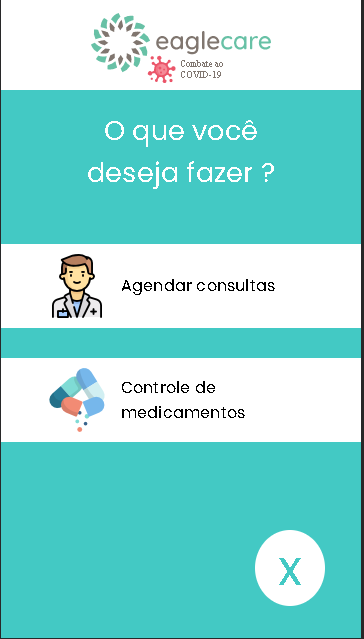 eaglecare
Combate ao
COVID-19
O que você
deseja fazer ?
Agendar consultas
Controle de
medicamentos
X